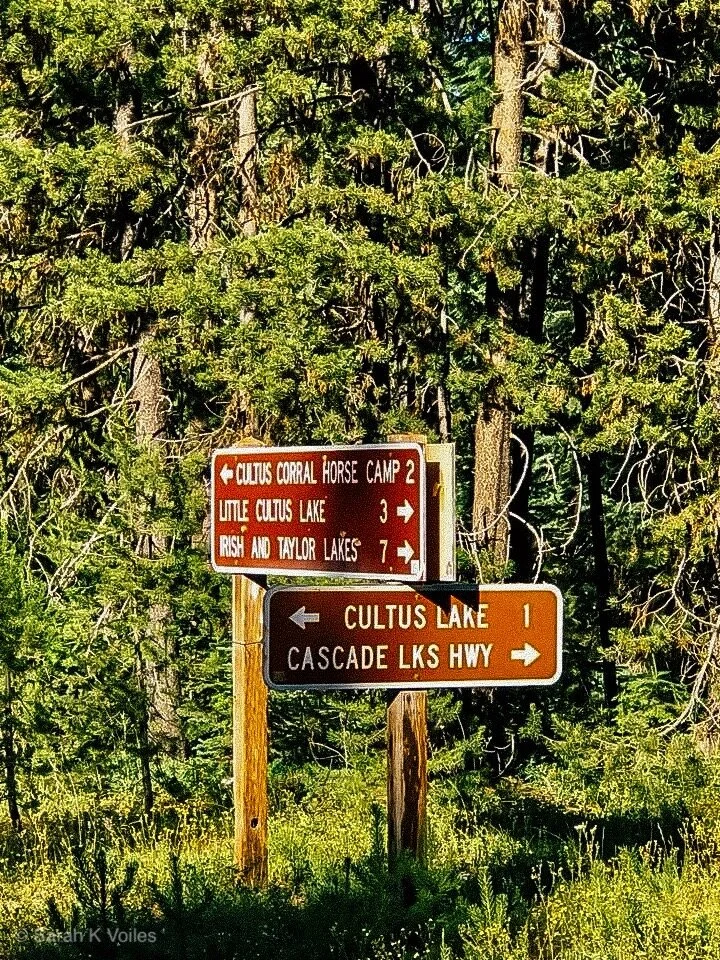 ← CULTUS CORRAL HORSE CAMP 2
LITTLE CULTUS LAKE 3 →
IRISH AND TAYLOR LAKES 7 →
← CULTUS LAKE 1
CASCADE LKS HWY →
© Sarah K Voiles